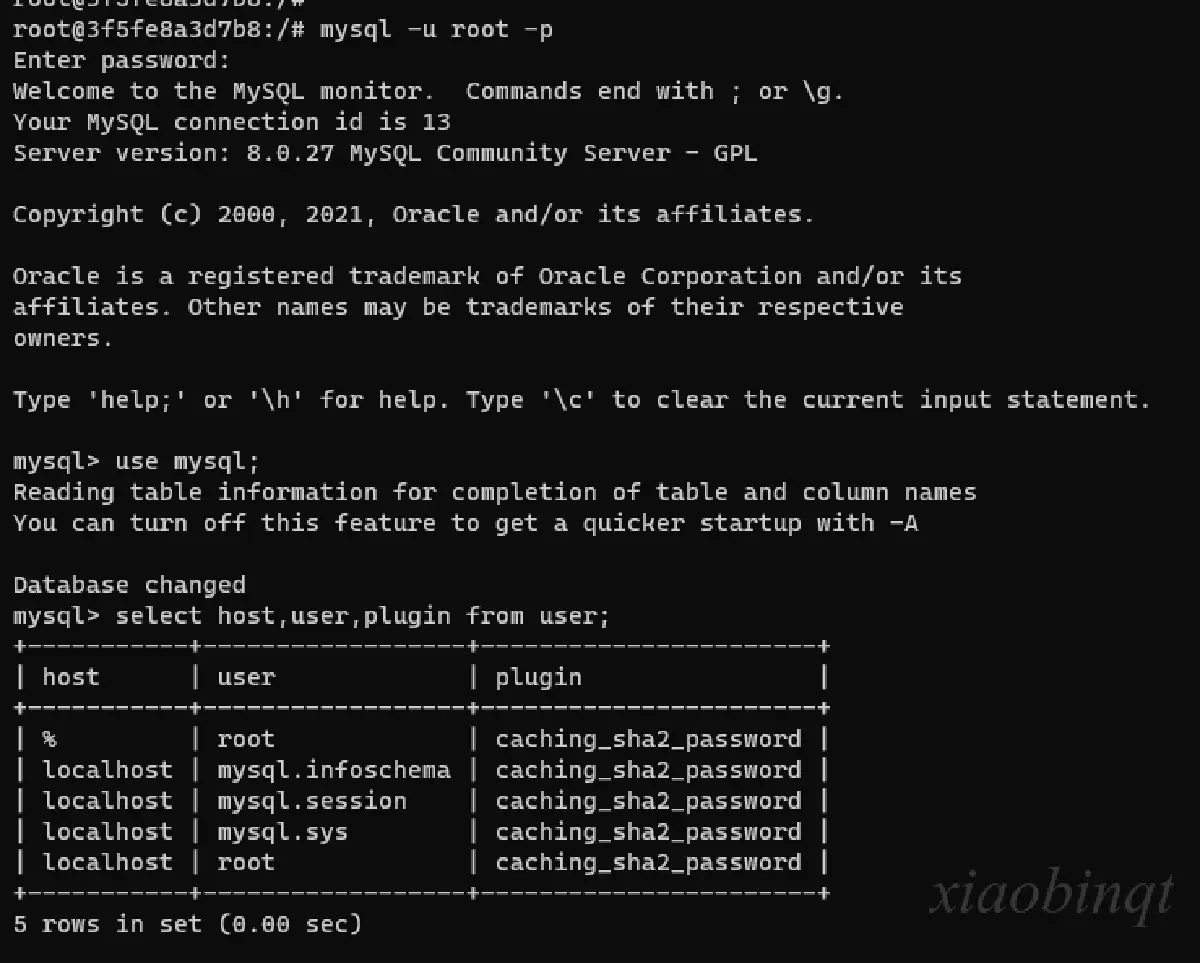 root@3f5fe8a3d7b8:/#
root@3f5fe8a3d7b8:/# mysql -u root -p
Enter password:
Welcome to the MySQL monitor.  Commands end with ; or \g.
Your MySQL connection id is 13
Server version: 8.0.27 MySQL Community Server - GPL

Copyright (c) 2000, 2021, Oracle and/or its affiliates.

Oracle is a registered trademark of Oracle Corporation and/or its
affiliates. Other names may be trademarks of their respective
owners.

Type 'help;' or '\h' for help. Type '\c' to clear the current input statement.

mysql> use mysql;
Reading table information for completion of table and column names
You can turn off this feature to get a quicker startup with -A

Database changed
mysql> select host,user,plugin from user;
+-----------+------------------+-----------------------+
| host      | user             | plugin                |
+-----------+------------------+-----------------------+
| %         | root             | caching_sha2_password |
| localhost | mysql.infoschema | caching_sha2_password |
| localhost | mysql.session    | caching_sha2_password |
| localhost | mysql.sys        | caching_sha2_password |
| localhost | root             | caching_sha2_password |
+-----------+------------------+-----------------------+
5 rows in set (0.00 sec)
xiaobinqt